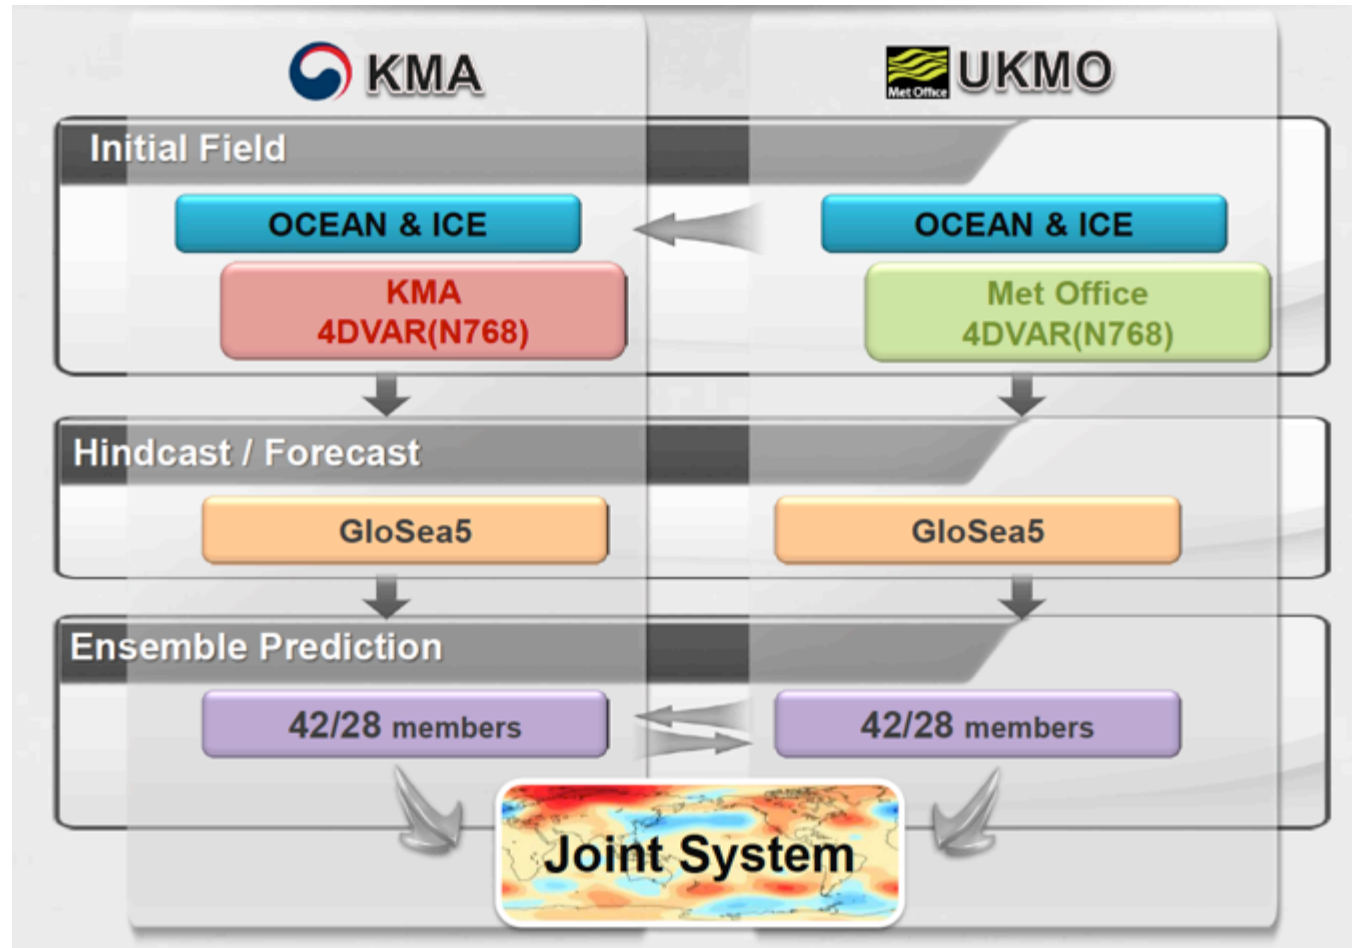 KMA
Met Office
UKMO
Initial Field
OCEAN & ICE
OCEAN & ICE
KMA
4DVAR(N768)
Met Office
4DVAR(N768)
Hindcast / Forecast
GloSea5
GloSea5
Ensemble Prediction
42/28 members
42/28 members
Joint System